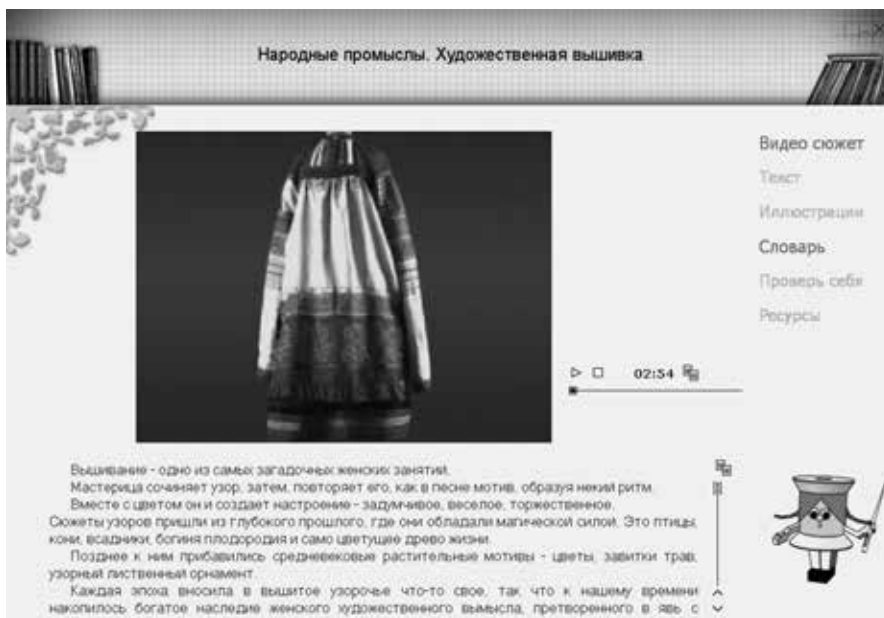 Народные промыслы. Художественная вышивка
Видео сюжет
Текст
Иллюстрации
Словарь
Проверь себя
Ресурсы
02:54
Вышивание - одно из самых загадочных женских занятий.
Мастерица сочиняет узор, затем, повторяет его, как в песне мотив, образуя некий ритм.
Вместе с цветом он и создает настроение - задумчивое, веселое, торжественное.
Сюжеты узоров пришли из глубокого прошлого, где они обладали магической силой. Это птицы,
кони, всадники, богиня плодородия и само цветущее древо жизни.
Позднее к ним прибавились средневековые растительные мотивы - цветы, завитки трав,
узорный лиственный орнамент.
Каждая эпоха вносила в вышитое узорочье что-то свое, так, что к нашему времени
накопилось богатое наследие женского художественного вымысла, претворенного в явь с